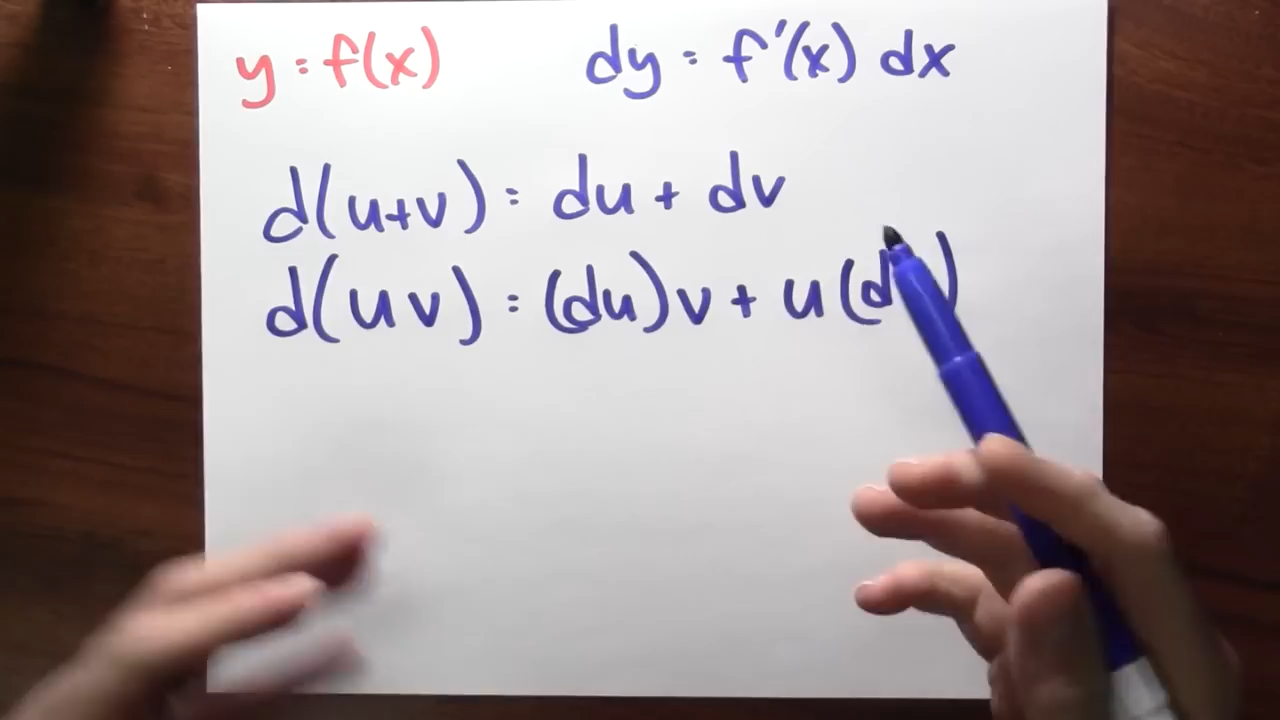 y = f(x) dy = f'(x) dx
d(u+v) = du + dv
d(uv) = (du)v + u(d )